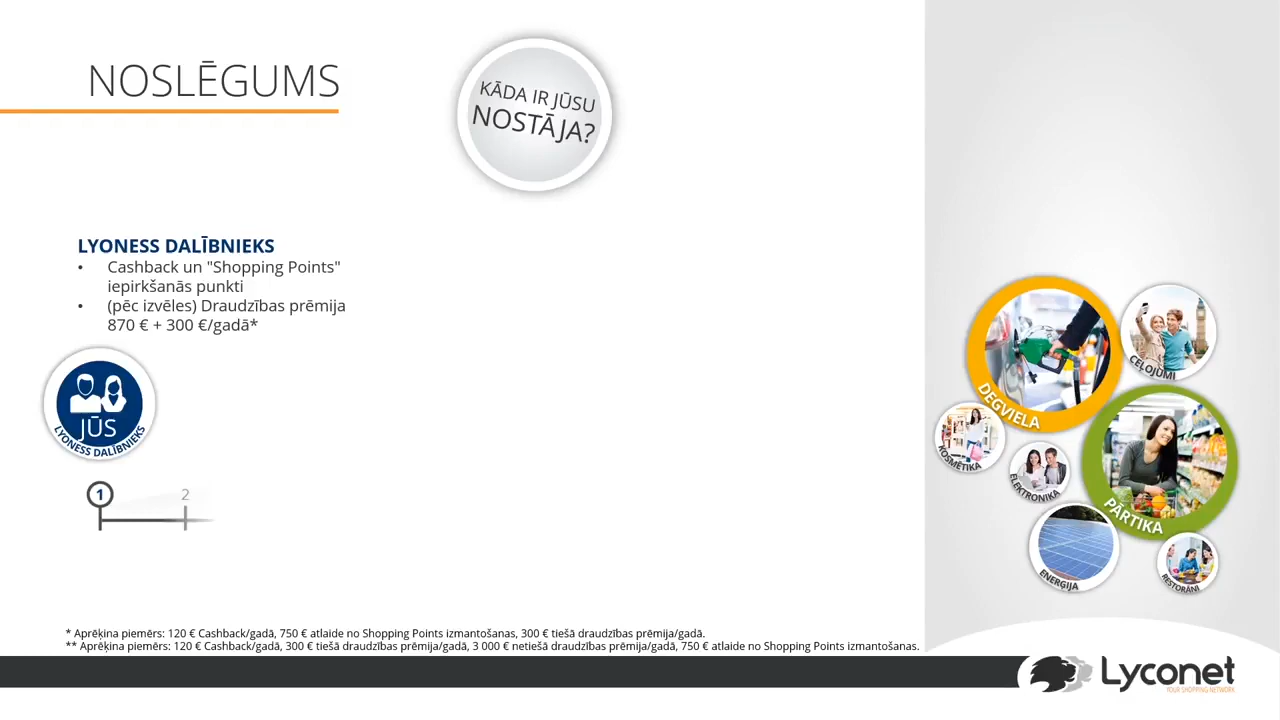 NOSLĒGUMS
KĀDA IR JŪSU
NOSTĀJA?
LYONESS DALĪBNIEKS
• Cashback un "Shopping Points"
iepirkšanās punkti
• (pēc izvēles) Draudzības prēmija
870 € + 300 €/gadā*
JŪS
LYONESS DALĪBNIEKS
1 2
CEĻOJUMI
DEGVIELA
KOSMĒTIKA
ELEKTRONIKA
PĀRTIKA
ENERĢIJA
RESTORĀNI
* Aprēķina piemērs: 120 € Cashback/gadā, 750 € atlaide no Shopping Points izmantošanas, 300 € tiešā draudzības prēmija/gadā.
** Aprēķina piemērs: 120 € Cashback/gadā, 300 € tiešā draudzības prēmija/gadā, 3 000 € netiešā draudzības prēmija/gadā, 750 € atlaide no Shopping Points izmantošanas.
Lyconet
YOUR SHOPPING NETWORK